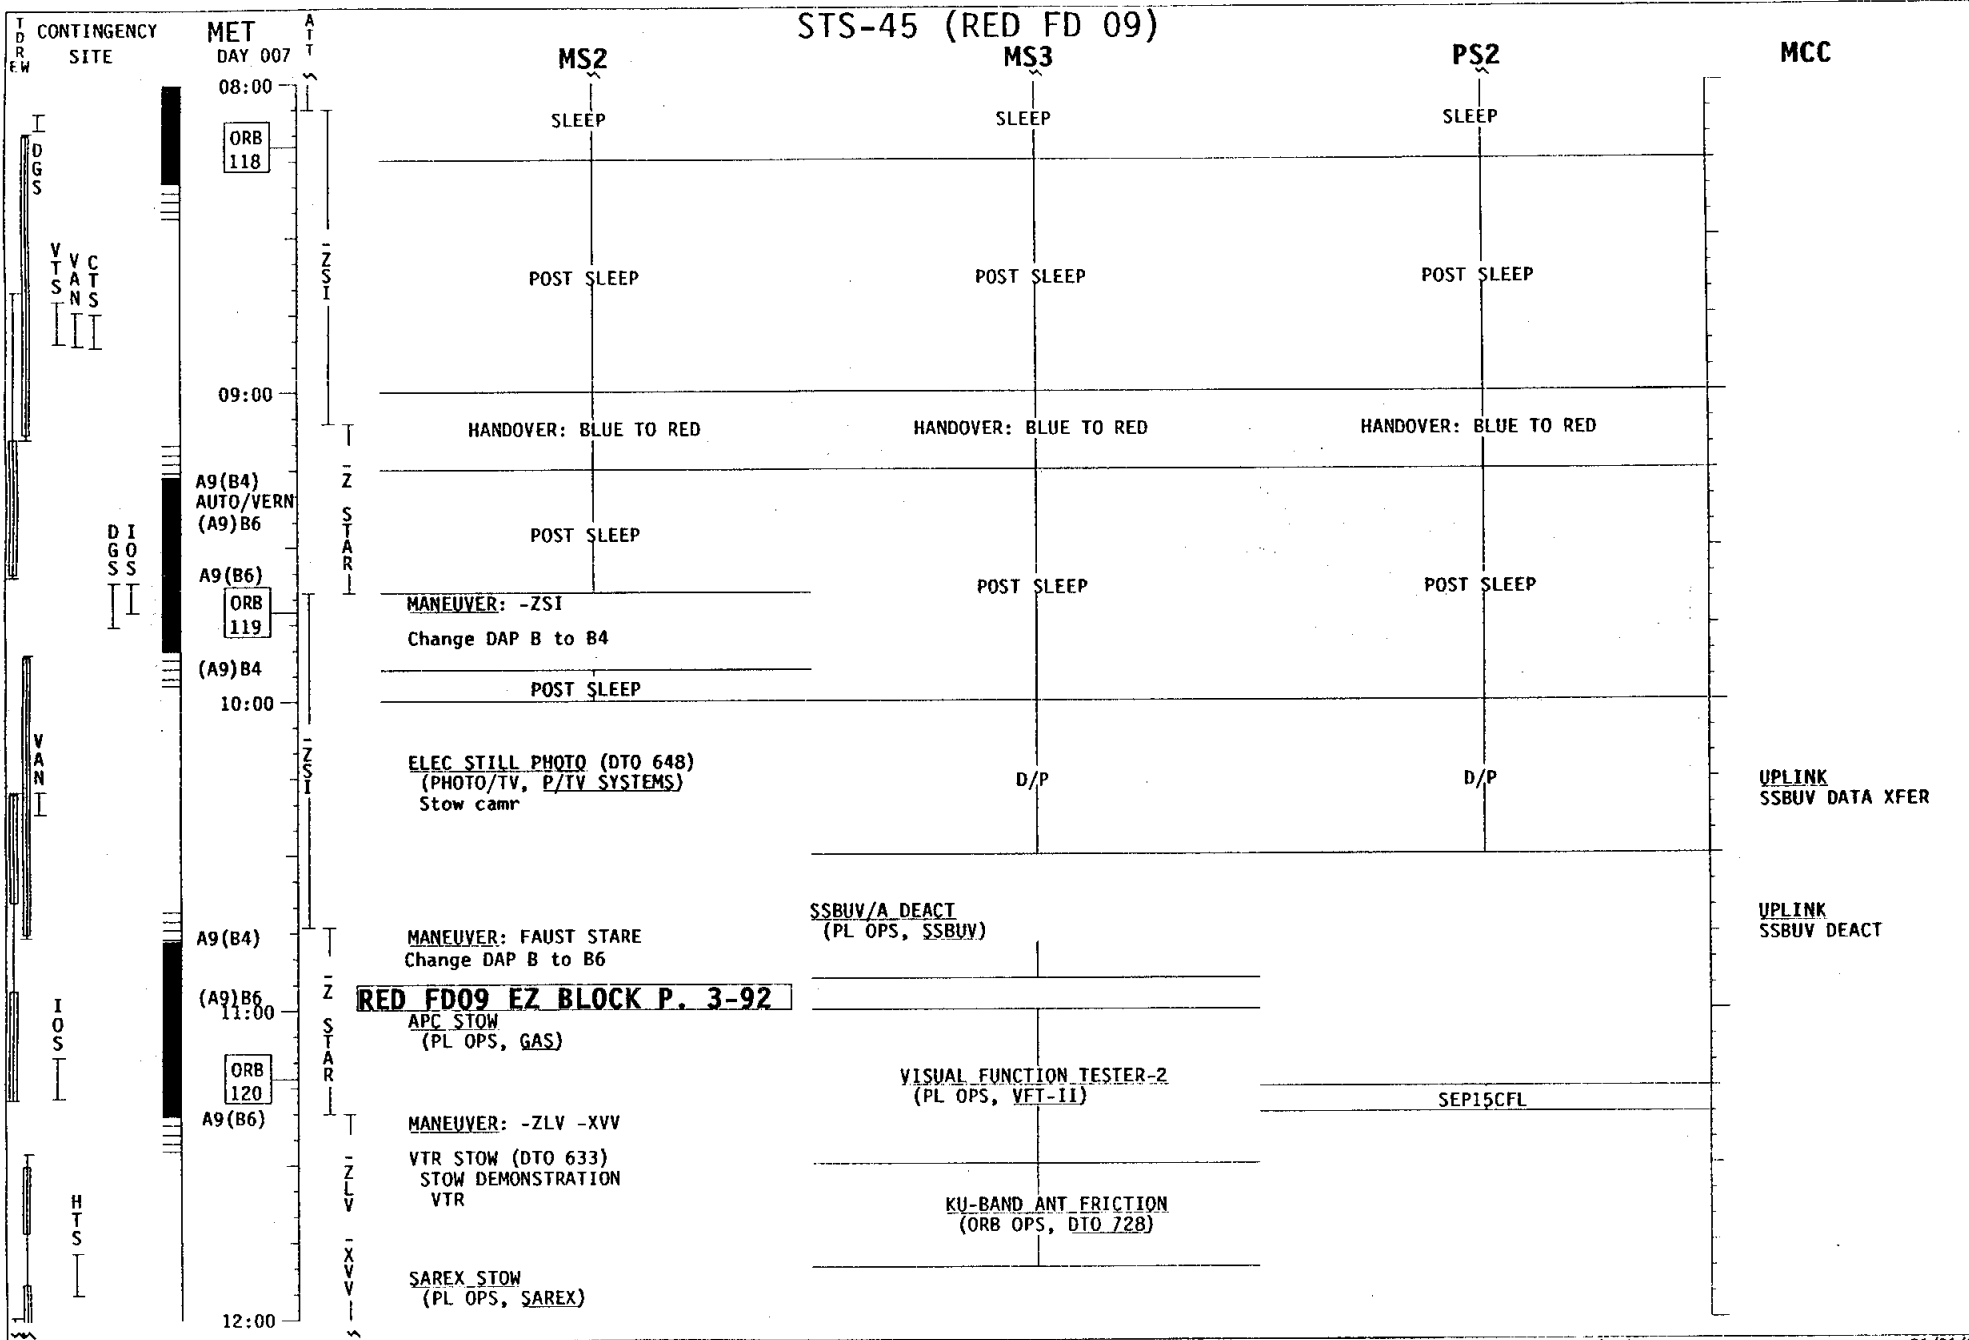 STS-45 (RED FD 09)
TDRE W
CONTINGENCY SITE
MET
DAY 007
ATT
MS2
MS3
PS2
MCC
08:00
SLEEP
SLEEP
SLEEP
ORB
118
DGS
VTS
VAN
CTS
-ZSI
POST SLEEP
POST SLEEP
POST SLEEP
09:00
HANDOVER: BLUE TO RED
HANDOVER: BLUE TO RED
HANDOVER: BLUE TO RED
A9(B4)
AUTO/VERN
(A9)B6
-Z STAR
DGS
IOS
POST SLEEP
A9(B6)
POST SLEEP
POST SLEEP
ORB
119
MANEUVER: -ZSI
Change DAP B to B4
(A9)B4
POST SLEEP
10:00
VAN
-ZSI
ELEC STILL PHOTO (DTO 648)
(PHOTO/TV, P/TV SYSTEMS)
Stow camr
D/P
D/P
UPLINK
SSBUV DATA XFER
SSBUV/A DEACT
(PL OPS, SSBUV)
UPLINK
SSBUV DEACT
A9(B4)
MANEUVER: FAUST STARE
Change DAP B to B6
(A9)B6
-Z STAR
RED FD09 EZ BLOCK P. 3-92
11:00
IOS
APC STOW
(PL OPS, GAS)
ORB
120
VISUAL FUNCTION TESTER-2
(PL OPS, VFT-II)
SEP15CFL
A9(B6)
MANEUVER: -ZLV -XVV
VTR STOW (DTO 633)
STOW DEMONSTRATION
VTR
-ZLV -XVV
HTS
KU-BAND ANT FRICTION
(ORB OPS, DTO 728)
SAREX STOW
(PL OPS, SAREX)
12:00